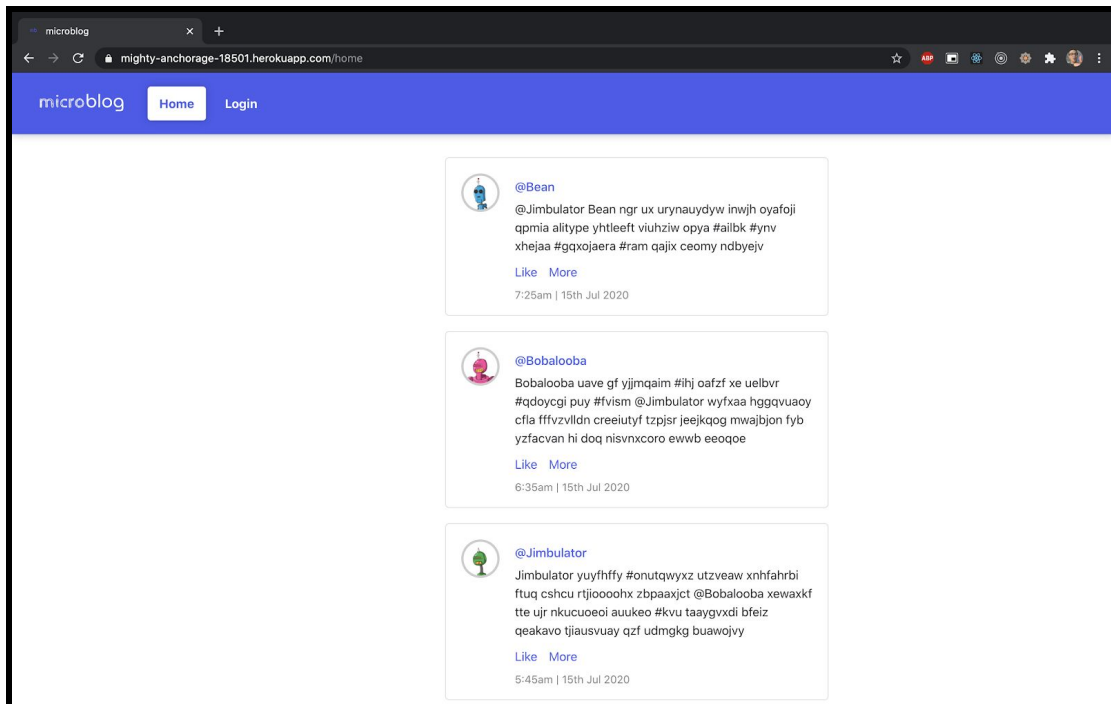 microblog
mighty-anchorage-18501.herokuapp.com/home
ABP
microblog Home Login
@Bean
@Jimbulator Bean ngr ux urynauydyw inwjh oyafoji
qpmia alitype yhtleeft viuhziw opya #ailbk #ynv
xhejaa #gqxojaera #ram qajix ceomy ndbyejv
Like More
7:25am | 15th Jul 2020
@Bobalooba
Bobalooba uave gf yjjmqaim #ihj oafzf xe uelbvr
#qdoycgi puy #fvism @Jimbulator wyfxaa hggqvuaoy
cfla fffvzvlldn creeiutyf tzpjsr jeejkqog mwajbjon fyb
yzfacvan hi doq nisvnxcoro ewwb eeoqoe
Like More
6:35am | 15th Jul 2020
@Jimbulator
Jimbulator yuyfhffy #onutqwyxz utzveaw xnhfahrbi
ftuq cshcu rtjioooohx zbpaaxjct @Bobalooba xewaxkf
tte ujr nkucuoeoi auukeo #kvu taaygvxdi bfeiz
qeakavo tjiausvuay qzf udmgkg buawojvy
Like More
5:45am | 15th Jul 2020